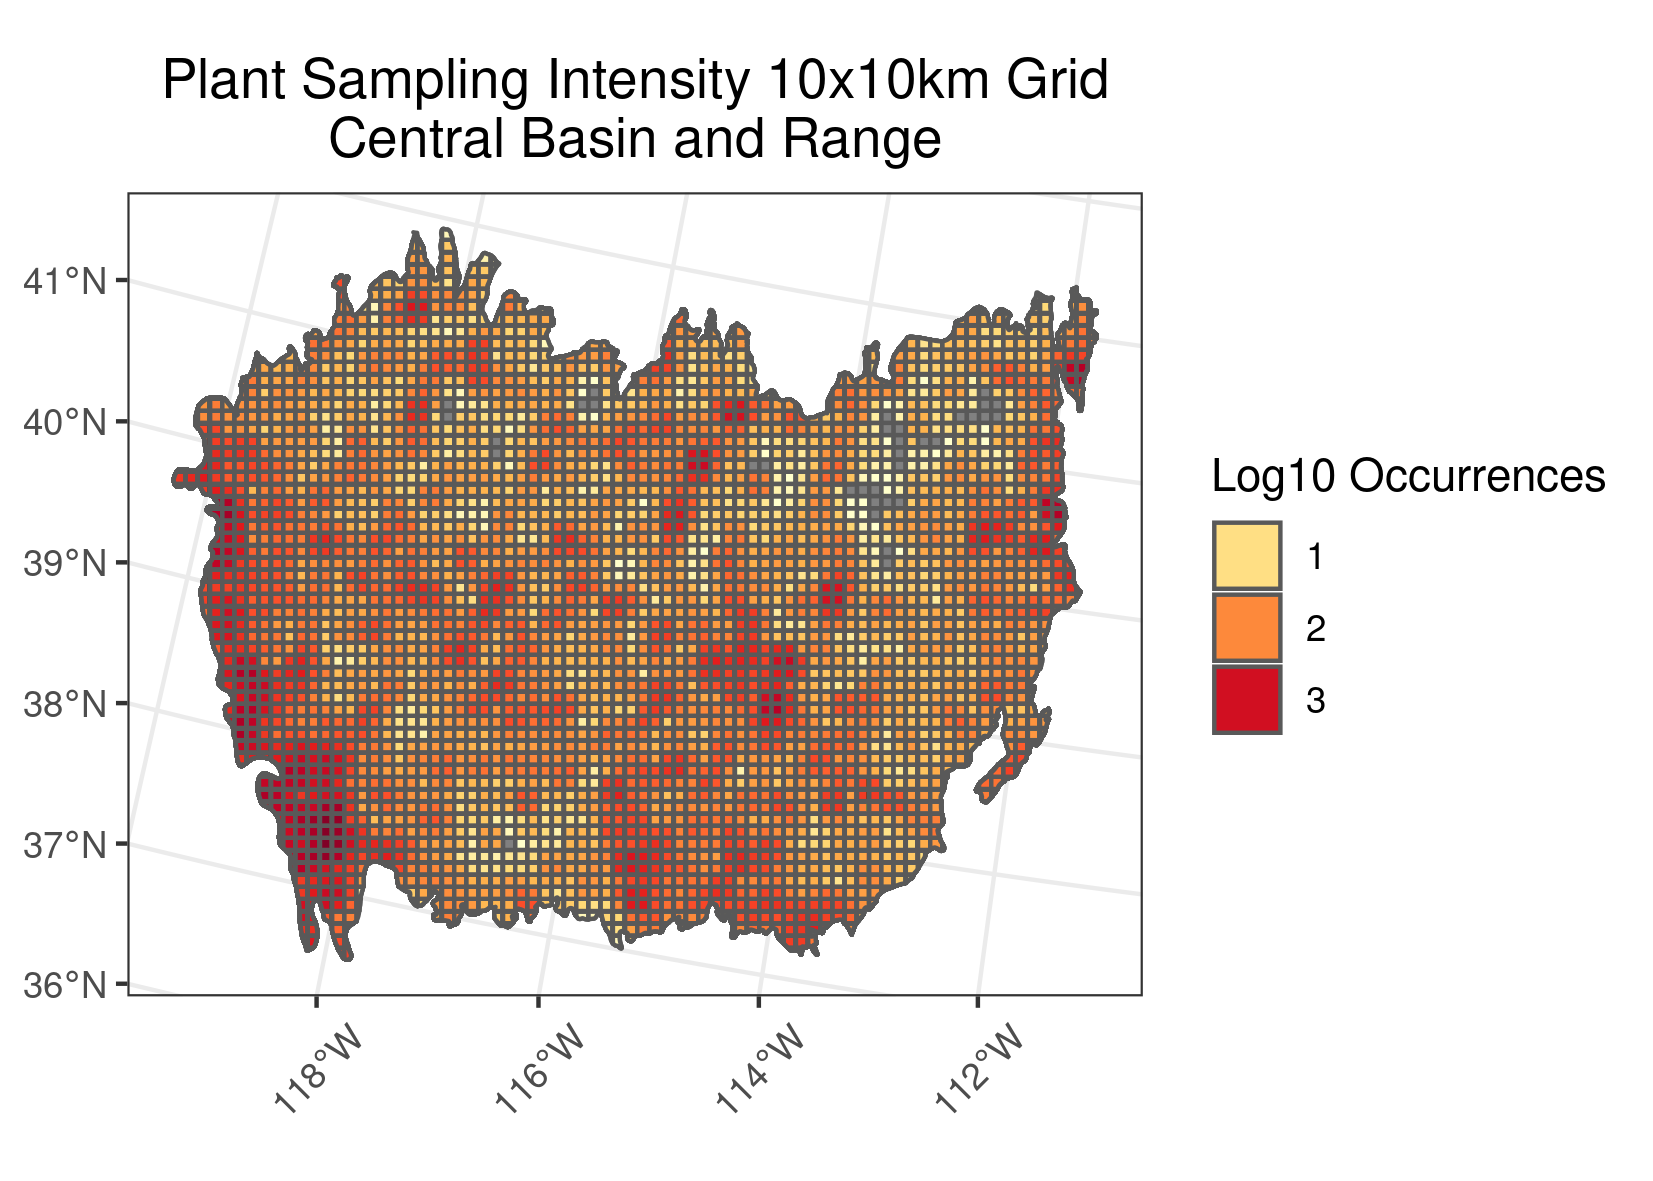 Plant Sampling Intensity 10x10km Grid
Central Basin and Range
41°N
40°N
39°N
38°N
37°N
36°N
118°W
116°W
114°W
112°W
Log10 Occurrences
1
2
3